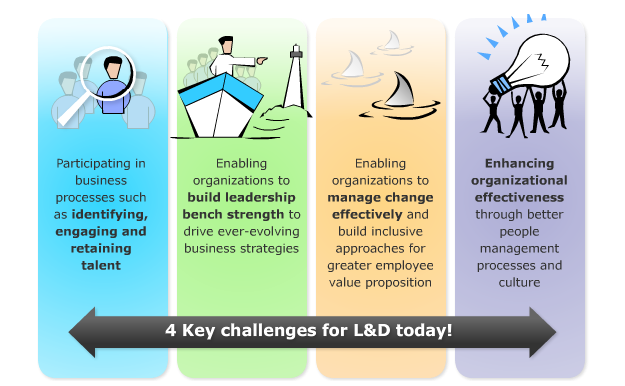 Participating in
business
processes such
as identifying,
engaging and
retaining
talent
Enabling
organizations to
build leadership
bench strength to
drive ever-evolving
business strategies
Enabling
organizations to
manage change
effectively and
build inclusive
approaches for
greater employee
value proposition
Enhancing
organizational
effectiveness
through better
people
management
processes and
culture
4 Key challenges for L&D today!